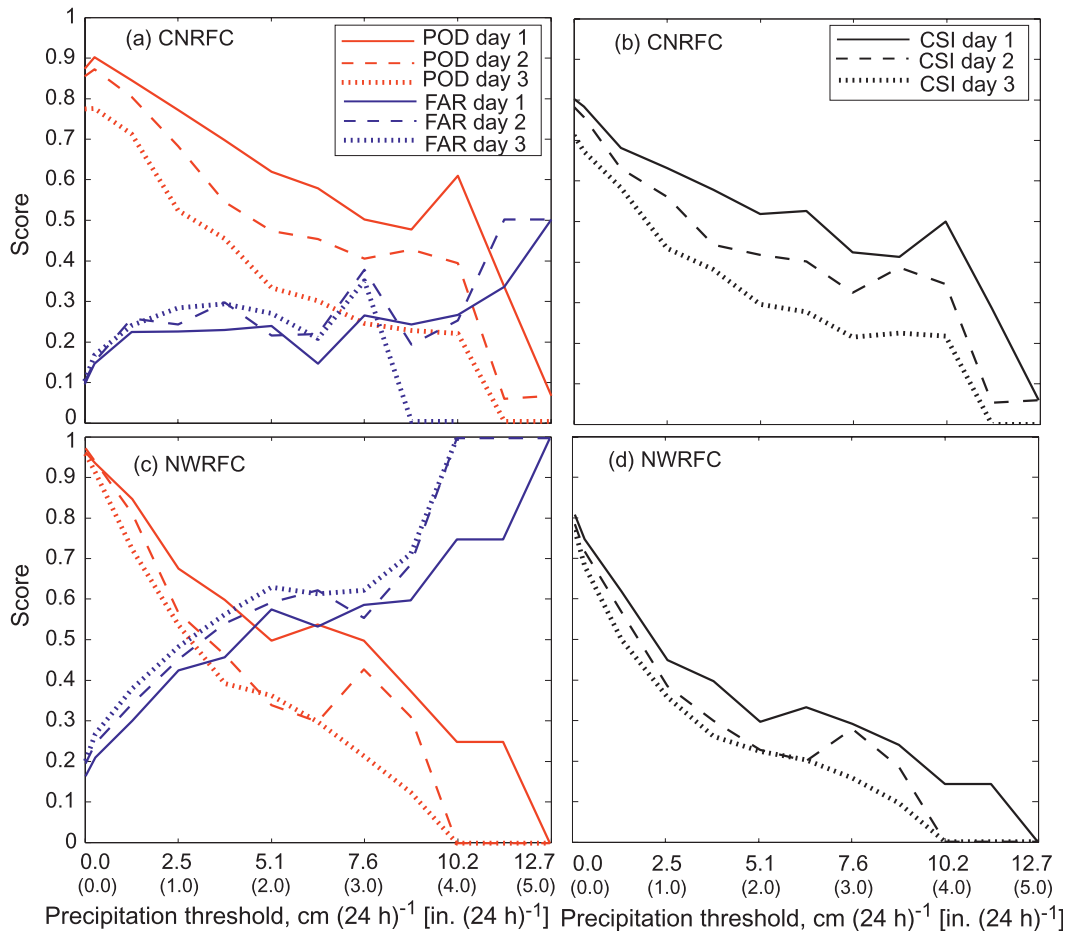 (a) CNRFC
POD day 1
POD day 2
POD day 3
FAR day 1
FAR day 2
FAR day 3
Score
1
0.9
0.8
0.7
0.6
0.5
0.4
0.3
0.2
0.1
0
(b) CNRFC
CSI day 1
CSI day 2
CSI day 3
(c) NWRFC
Score
1
0.9
0.8
0.7
0.6
0.5
0.4
0.3
0.2
0.1
0
0.0 2.5 5.1 7.6 10.2 12.7
(0.0) (1.0) (2.0) (3.0) (4.0) (5.0)
Precipitation threshold, cm (24 h)⁻¹ [in. (24 h)⁻¹]
(d) NWRFC
0.0 2.5 5.1 7.6 10.2 12.7
(0.0) (1.0) (2.0) (3.0) (4.0) (5.0)
Precipitation threshold, cm (24 h)⁻¹ [in. (24 h)⁻¹]